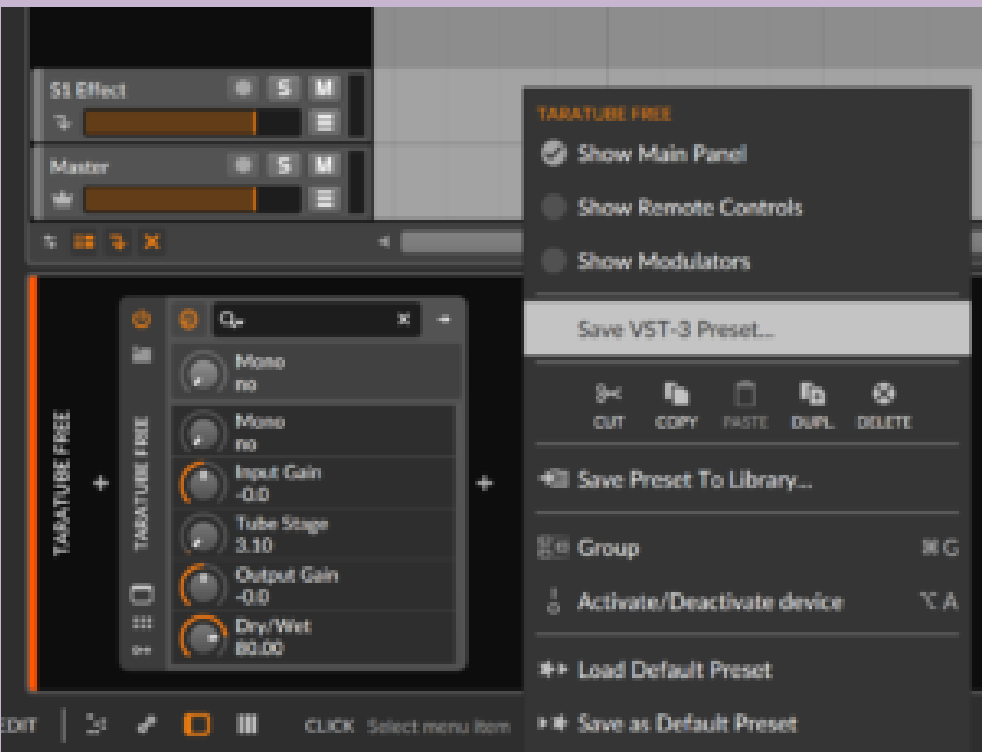 S1 Effect
S M
Master
S M
TARATUBE FREE
TARATUBE FREE
Mono
no
Mono
no
Input Gain
-0.0
Tube Stage
3.10
Output Gain
-0.0
Dry/Wet
80.00
EDIT
CLICK Select menu item
TARATUBE FREE
Show Main Panel
Show Remote Controls
Show Modulators
Save VST-3 Preset...
CUT COPY PASTE DUPL. DELETE
Save Preset To Library...
Group ⌘G
Activate/Deactivate device ⌥A
Load Default Preset
Save as Default Preset